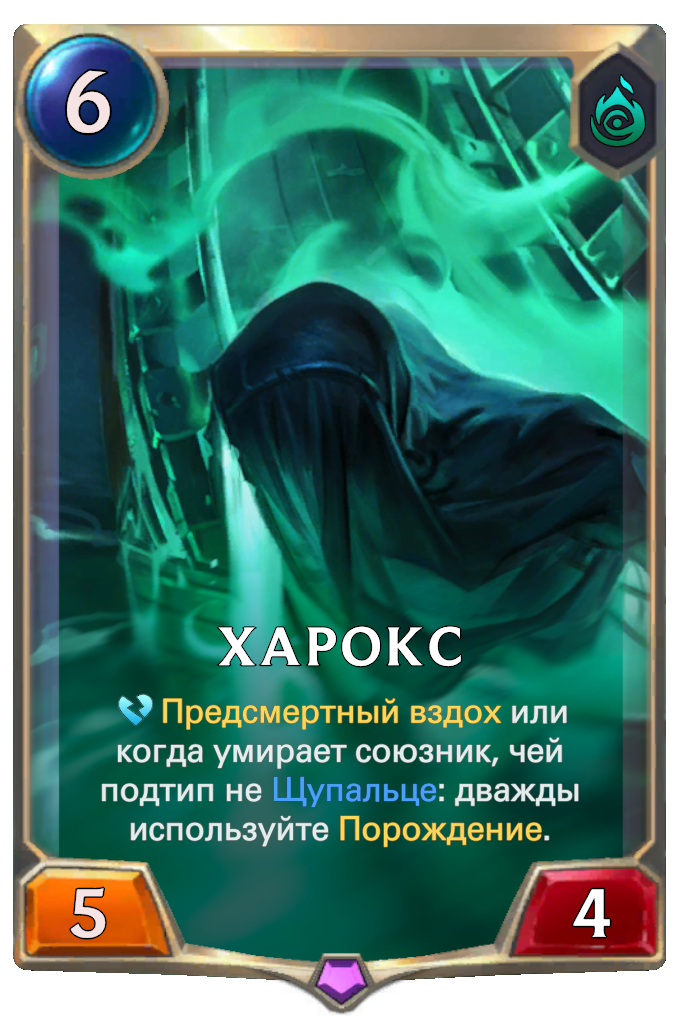 6
ХАРОКС
Предсмертный вздох или
когда умирает союзник, чей
подтип не Щупальце: дважды
используйте Порождение.
5
4